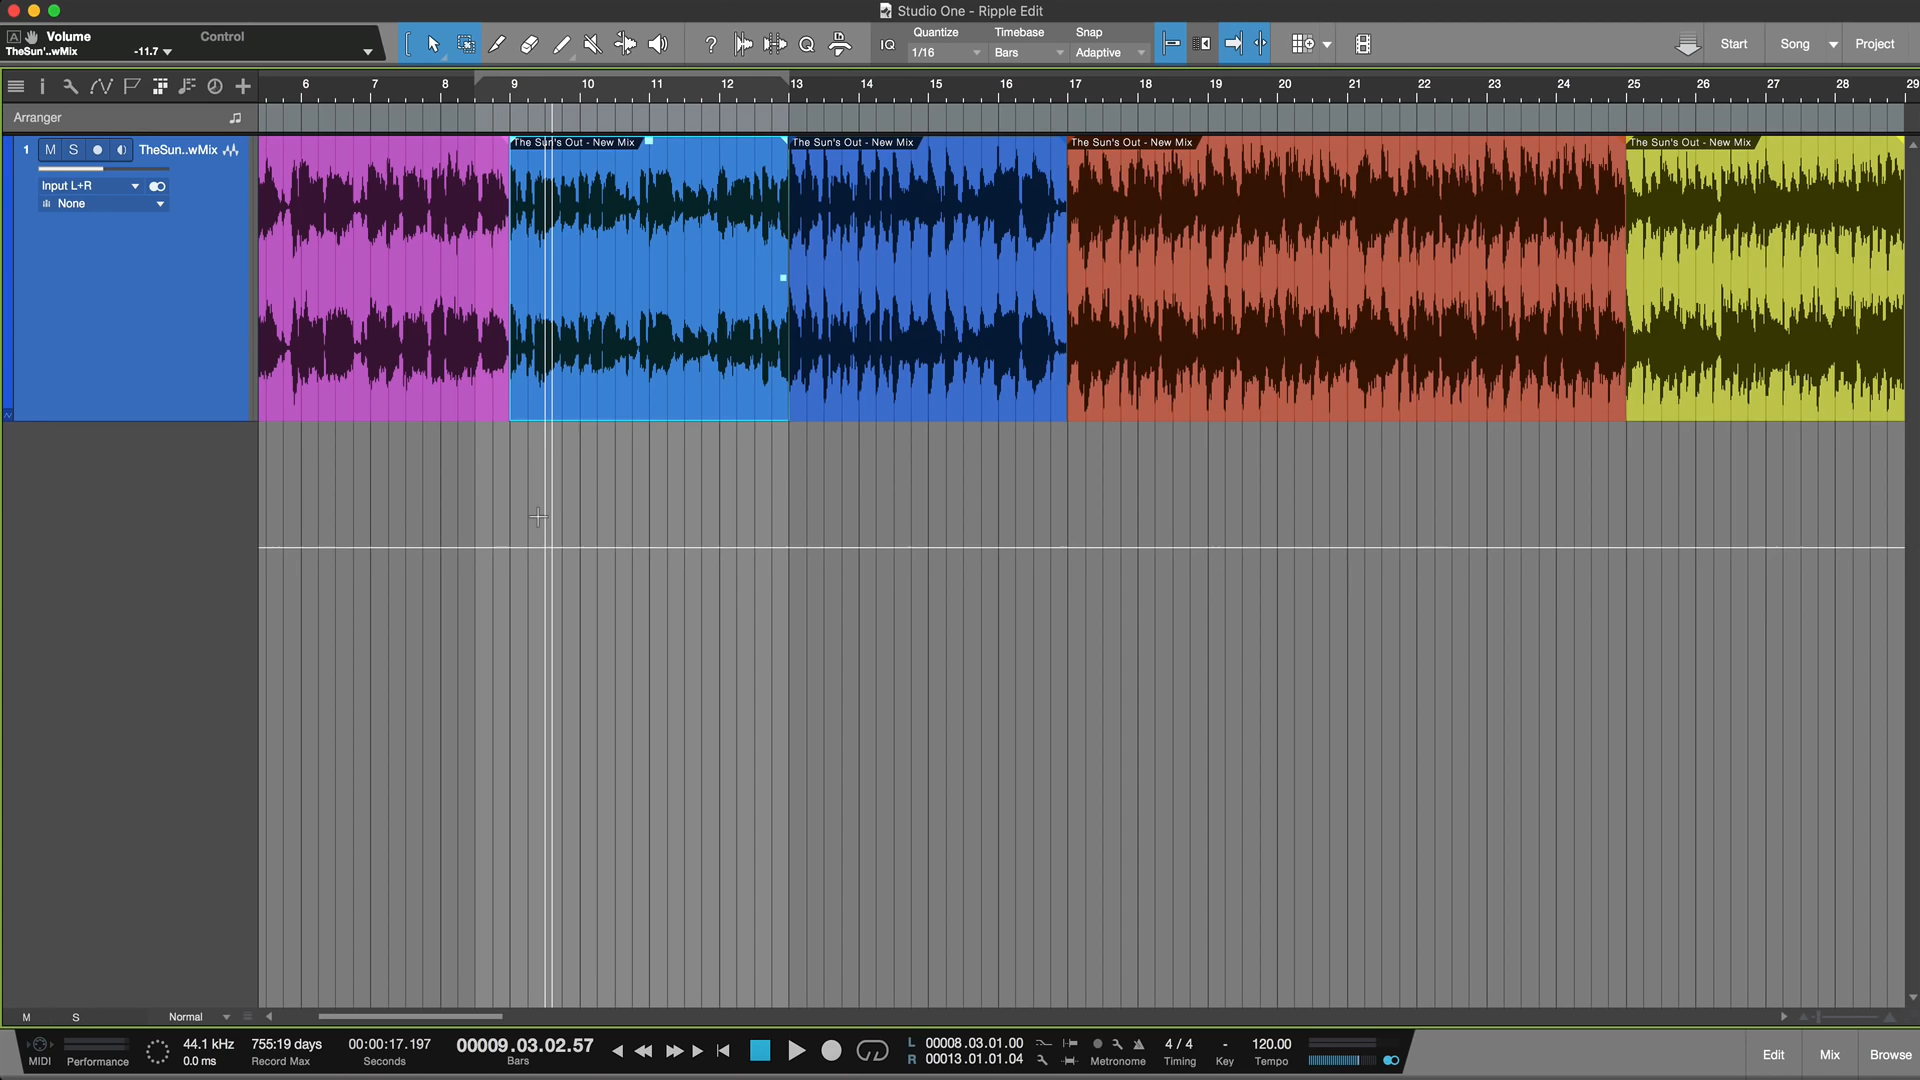 Studio One - Ripple Edit
Volume
TheSun'..wMix
-11.7
Control
Quantize
1/16
Timebase
Bars
Snap
Adaptive
IQ
?
Start
Song
Project
6 7 8 9 10 11 12 13 14 15 16 17 18 19 20 21 22 23 24 25 26 27 28 29
Arranger
1 M S TheSun..wMix
Input L+R
None
The Sun's Out - New Mix
The Sun's Out - New Mix
The Sun's Out - New Mix
The Sun's Out - New Mix
M S Normal
MIDI
Performance
44.1 kHz
0.0 ms
755:19 days
Record Max
00:00:17.197
Seconds
00009.03.02.57
Bars
L 00008.03.01.00
R 00013.01.01.04
Metronome
4 / 4
Timing
-
Key
120.00
Tempo
Edit
Mix
Browse